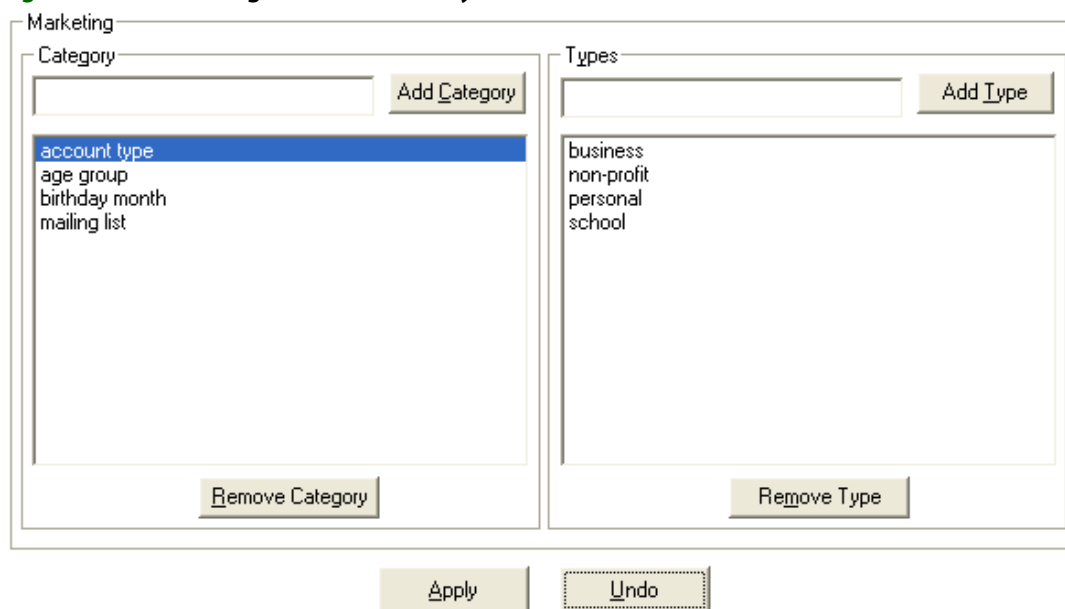 Marketing
Category
Add Category
account type
age group
birthday month
mailing list
Remove Category
Types
Add Type
business
non-profit
personal
school
Remove Type
Apply
Undo